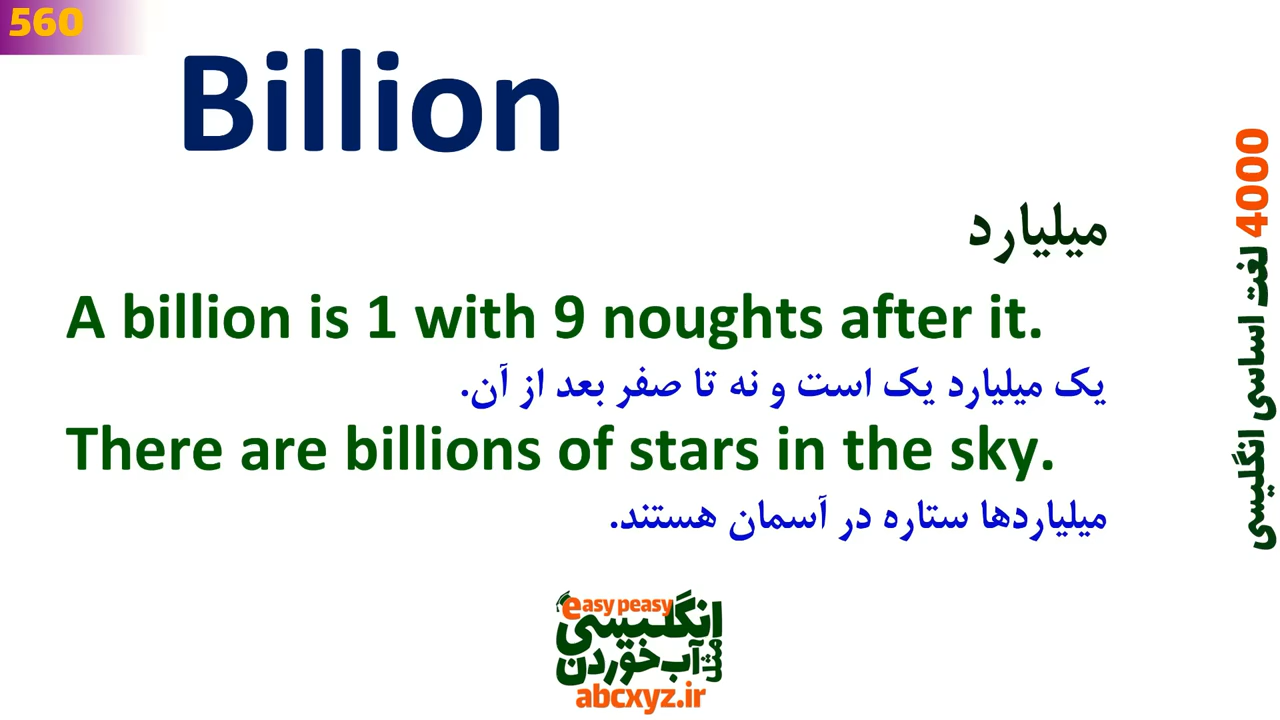 560
Billion
میلیارد
A billion is 1 with 9 noughts after it.
یک میلیارد یک است و نه تا صفر بعد از آن.
There are billions of stars in the sky.
میلیاردها ستاره در آسمان هستند.
4000 لغت اساسی انگلیسی
easy peasy
انگلیسی
مثل آب خوردن
abcxyz.ir